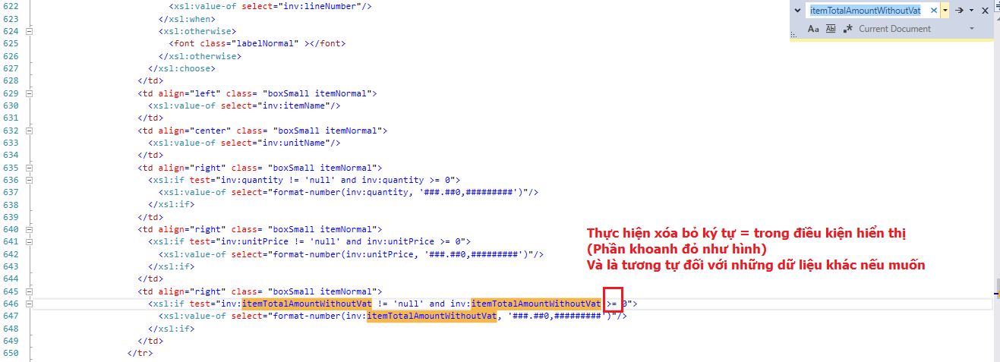 622 <xsl:value-of select="inv:lineNumber"/>
623 </xsl:when>
624 <xsl:otherwise>
625 <font class="labelNormal" ></font>
626 </xsl:otherwise>
627 </xsl:choose>
628 </td>
629 <td align="left" class= "boxSmall itemNormal">
630 <xsl:value-of select="inv:itemName"/>
631 </td>
632 <td align="center" class= "boxSmall itemNormal">
633 <xsl:value-of select="inv:unitName"/>
634 </td>
635 <td align="right" class= "boxSmall itemNormal">
636 <xsl:if test="inv:quantity != 'null' and inv:quantity >= 0">
637 <xsl:value-of select="format-number(inv:quantity, '###.##0,#########')"/>
638 </xsl:if>
639 </td>
640 <td align="right" class= "boxSmall itemNormal">
641 <xsl:if test="inv:unitPrice != 'null' and inv:unitPrice >= 0">
642 <xsl:value-of select="format-number(inv:unitPrice, '###.##0,#########')"/>
643 </xsl:if>
644 </td>
645 <td align="right" class= "boxSmall itemNormal">
646 <xsl:if test="inv:itemTotalAmountWithoutVat != 'null' and inv:itemTotalAmountWithoutVat >= 0">
647 <xsl:value-of select="format-number(inv:itemTotalAmountWithoutVat, '###.##0,#########')"/>
648 </xsl:if>
649 </td>
650 </tr>
itemTotalAmountWithoutVat
Aa Ab .* Current Document
Thực hiện xóa bỏ ký tự = trong điều kiện hiển thị
(Phần khoanh đỏ như hình)
Và là tương tự đối với những dữ liệu khác nếu muốn